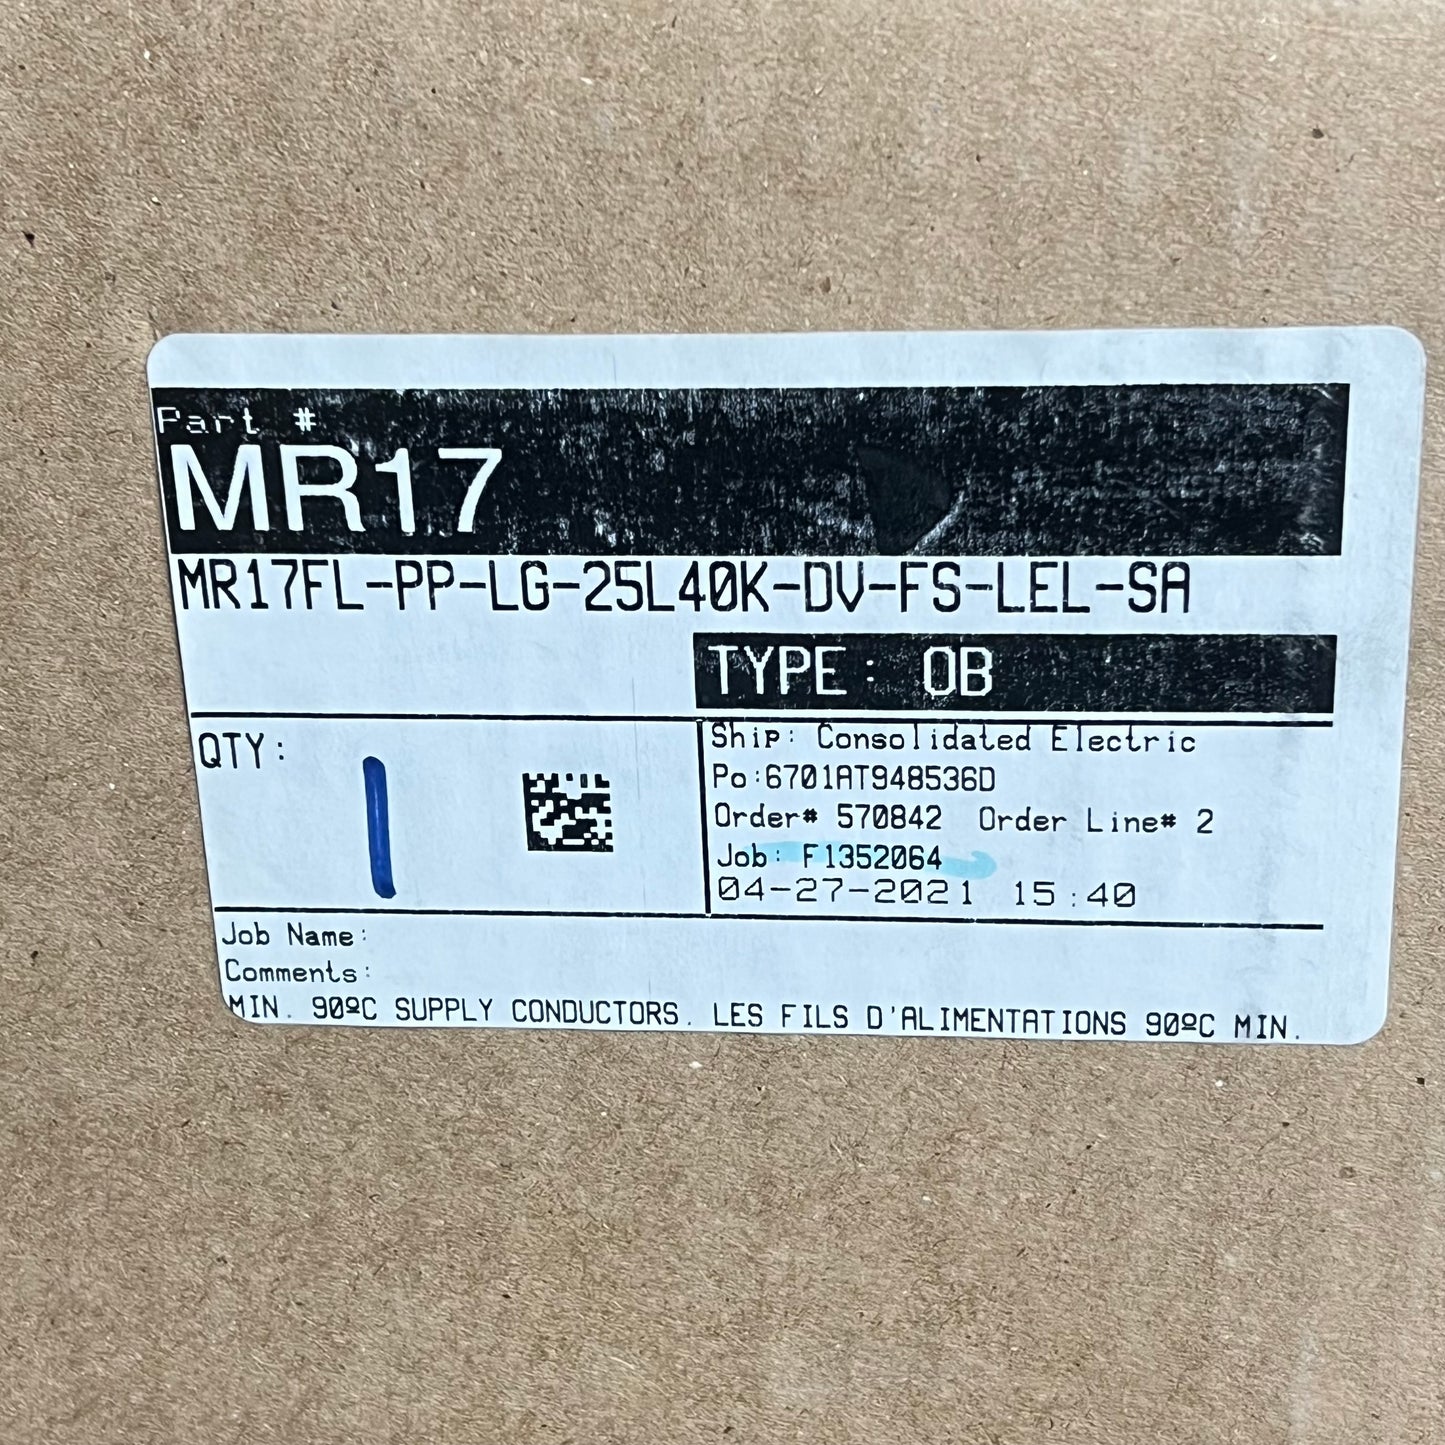 Part #
MR17
MR17FL-PP-LG-25L40K-DV-FS-LEL-SA
TYPE: OB
QTY: 1
Ship: Consolidated Electric
Po:6701AT948536D
Order# 570842 Order Line# 2
Job: F1352064
04-27-2021 15:40
Job Name:
Comments:
MIN. 90ºC SUPPLY CONDUCTORS. LES FILS D'ALIMENTATIONS 90ºC MIN.